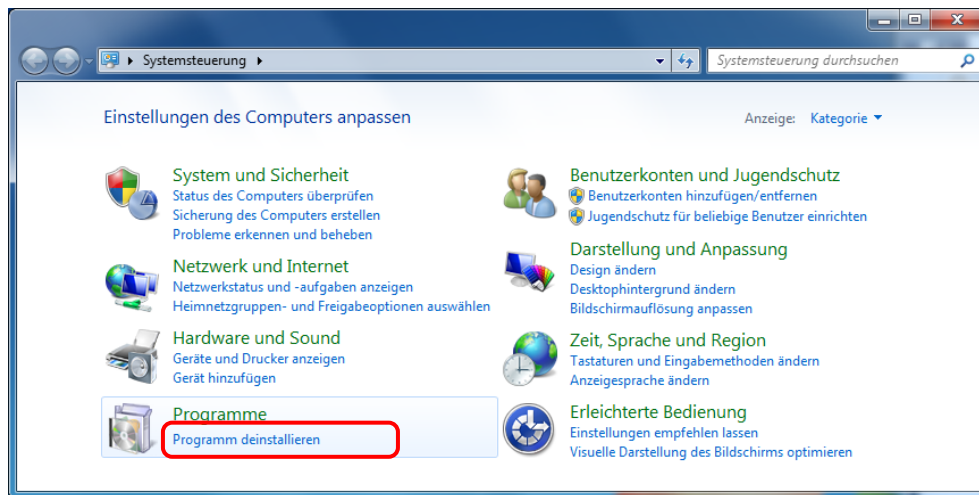 Systemsteuerung
Systemsteuerung durchsuchen
Einstellungen des Computers anpassen
Anzeige: Kategorie
System und Sicherheit
Status des Computers überprüfen
Sicherung des Computers erstellen
Probleme erkennen und beheben
Netzwerk und Internet
Netzwerkstatus und -aufgaben anzeigen
Heimnetzgruppen- und Freigabeoptionen auswählen
Hardware und Sound
Geräte und Drucker anzeigen
Gerät hinzufügen
Programme
Programm deinstallieren
Benutzerkonten und Jugendschutz
Benutzerkonten hinzufügen/entfernen
Jugendschutz für beliebige Benutzer einrichten
Darstellung und Anpassung
Design ändern
Desktophintergrund ändern
Bildschirmauflösung anpassen
Zeit, Sprache und Region
Tastaturen und Eingabemethoden ändern
Anzeigesprache ändern
Erleichterte Bedienung
Einstellungen empfehlen lassen
Visuelle Darstellung des Bildschirms optimieren